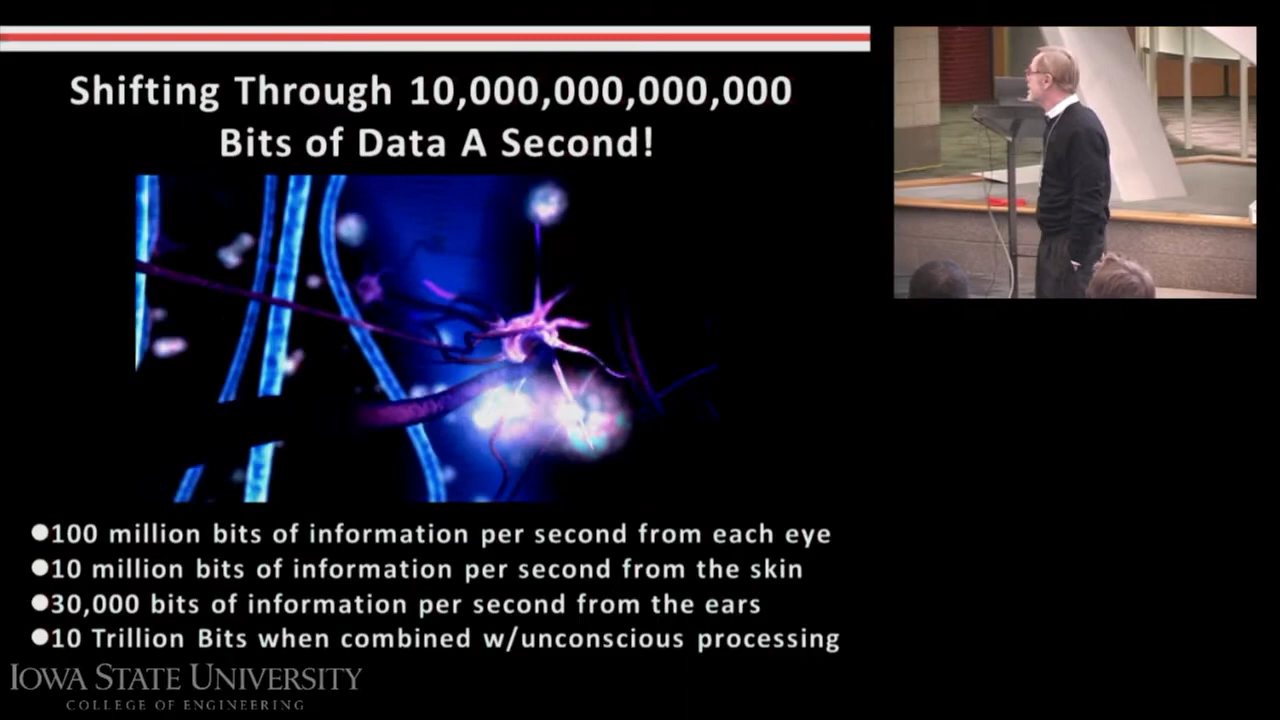 Shifting Through 10,000,000,000,000
Bits of Data A Second!
●100 million bits of information per second from each eye
●10 million bits of information per second from the skin
●30,000 bits of information per second from the ears
●10 Trillion Bits when combined w/unconscious processing
IOWA STATE UNIVERSITY
COLLEGE OF ENGINEERING